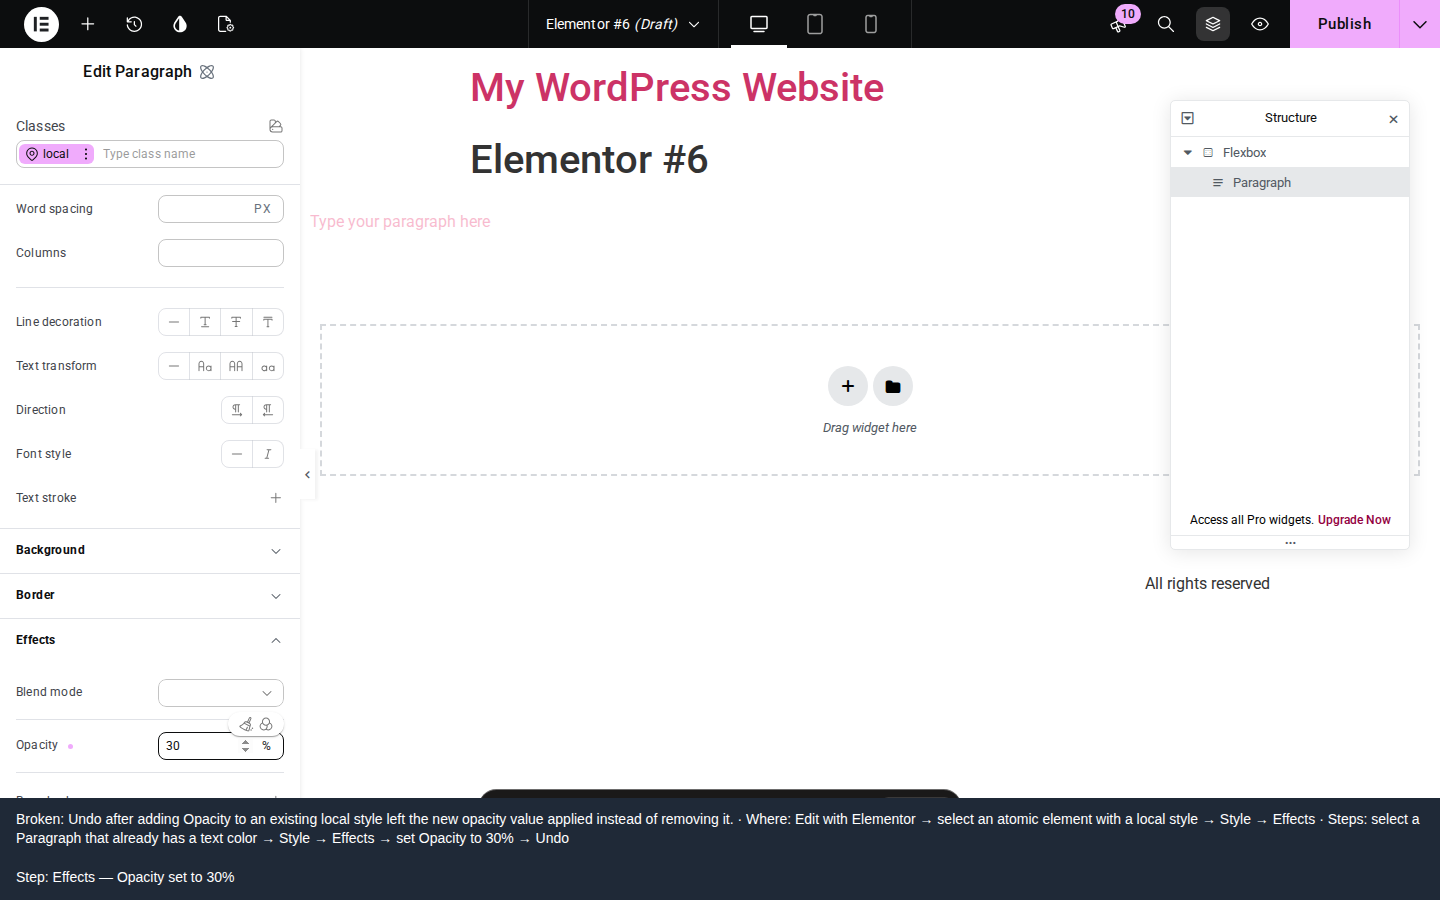 Elementor #6 (Draft)
10
Publish
Edit Paragraph
Classes
local
Type class name
Word spacing
PX
Columns
Line decoration
Text transform
Direction
Font style
Text stroke
Background
Border
Effects
Blend mode
Opacity
30
%
My WordPress Website
Elementor #6
Type your paragraph here
Drag widget here
All rights reserved
Structure
Flexbox
Paragraph
Access all Pro widgets. Upgrade Now
Broken: Undo after adding Opacity to an existing local style left the new opacity value applied instead of removing it. · Where: Edit with Elementor → select an atomic element with a local style → Style → Effects · Steps: select a
Paragraph that already has a text color → Style → Effects → set Opacity to 30% → Undo
Step: Effects — Opacity set to 30%